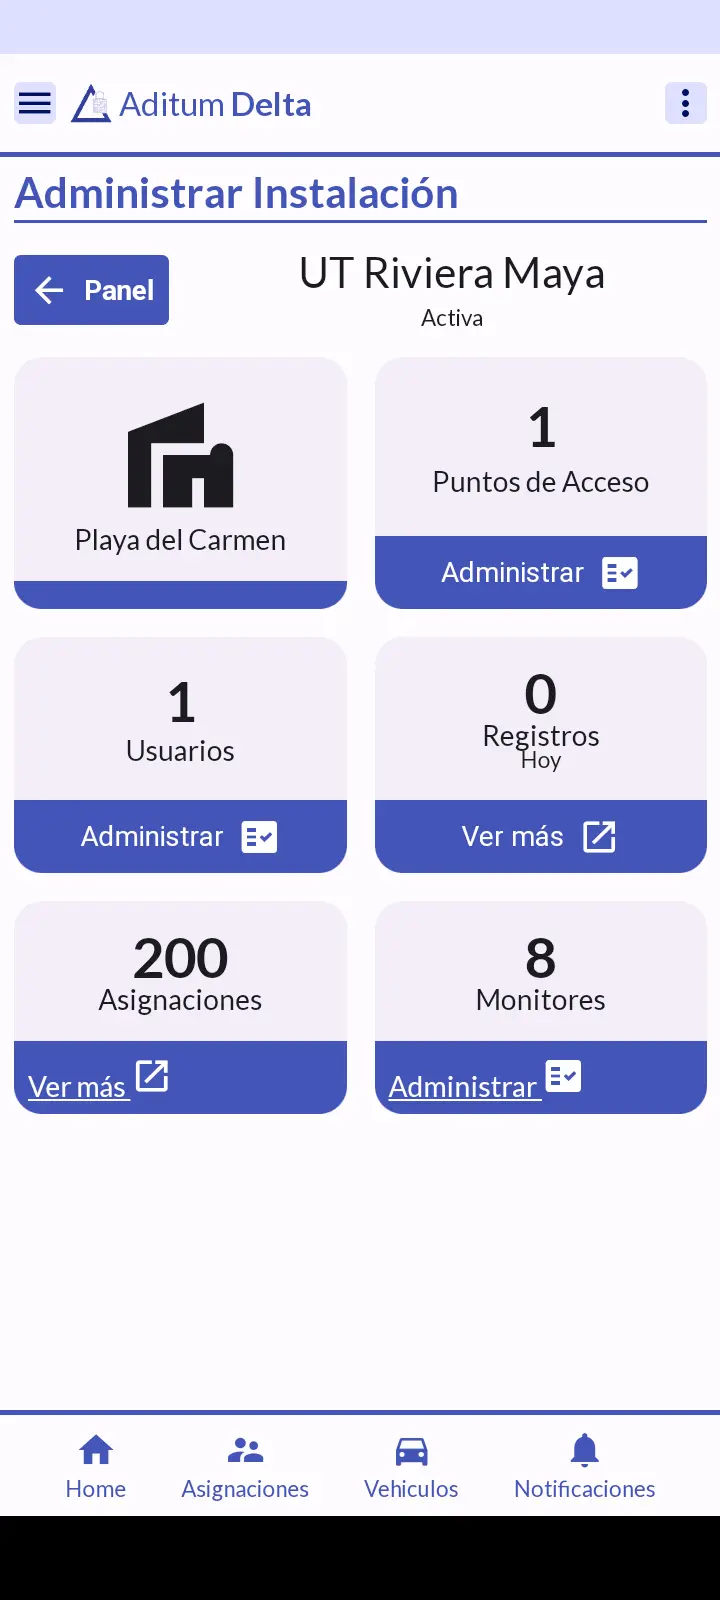 Aditum Delta
Administrar Instalación
Panel
UT Riviera Maya
Activa
Playa del Carmen
1
Puntos de Acceso
Administrar
1
Usuarios
Administrar
0
Registros
Hoy
Ver más
200
Asignaciones
Ver más
8
Monitores
Administrar
Home
Asignaciones
Vehiculos
Notificaciones